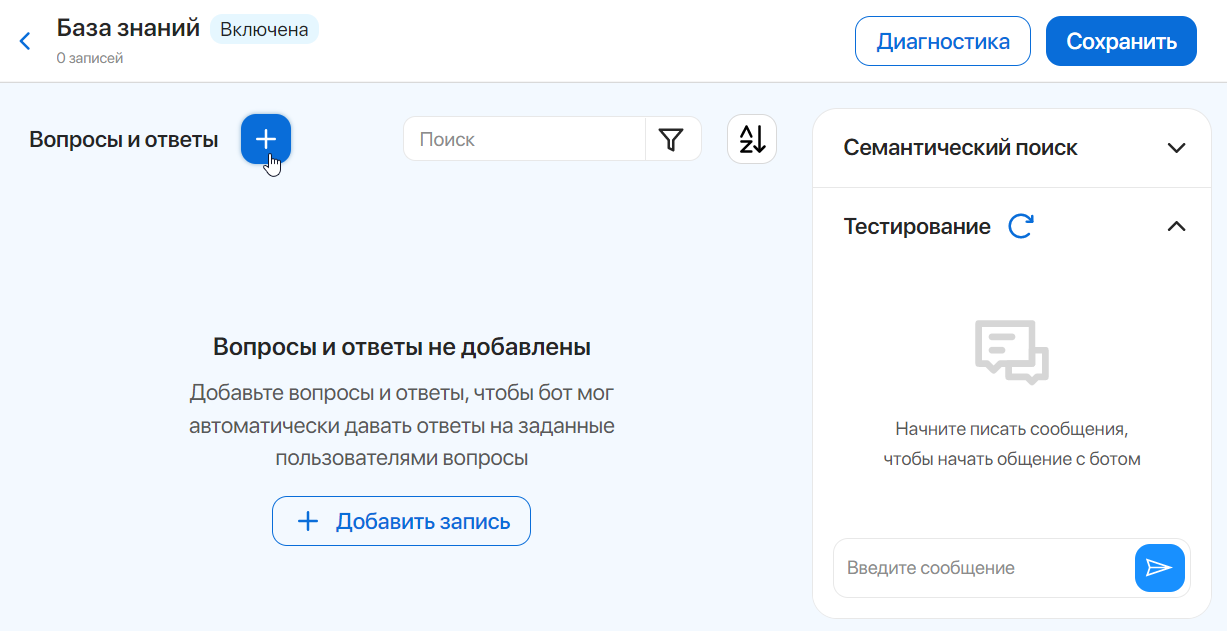 База знаний Включена
0 записей
Диагностика
Сохранить
Вопросы и ответы
Поиск
A
Z
Семантический поиск
Тестирование
Вопросы и ответы не добавлены
Добавьте вопросы и ответы, чтобы бот мог
автоматически давать ответы на заданные
пользователями вопросы
Добавить запись
Начните писать сообщения,
чтобы начать общение с ботом
Введите сообщение